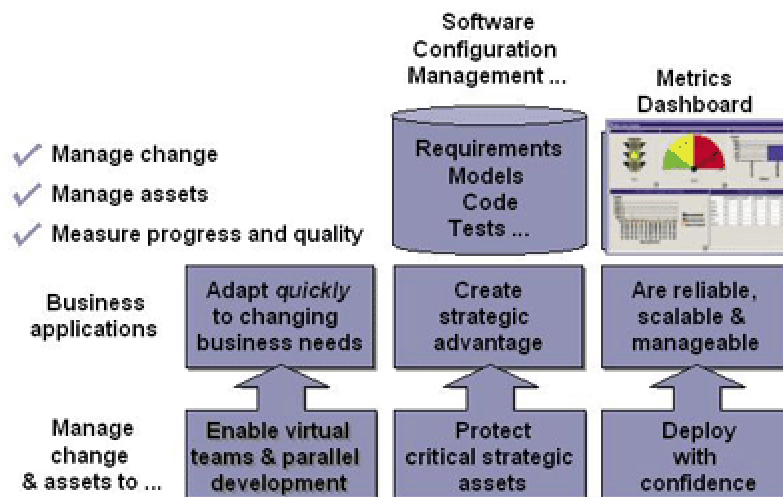 Software
Configuration
Management ...
Metrics
Dashboard
Requirements
Models
Code
Tests ...
Manage change
Manage assets
Measure progress and quality
Business
applications
Adapt quickly
to changing
business needs
Create
strategic
advantage
Are reliable,
scalable &
manageable
Manage
change
& assets to ...
Enable virtual
teams & parallel
development
Protect
critical strategic
assets
Deploy
with
confidence